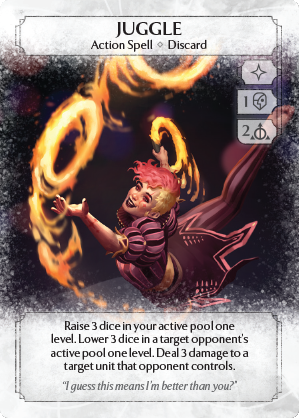 JUGGLE
Action Spell ⟐ Discard
1
2
Raise 3 dice in your active pool one
level. Lower 3 dice in a target opponent's
active pool one level. Deal 3 damage to a
target unit that opponent controls.
"I guess this means I'm better than you?"